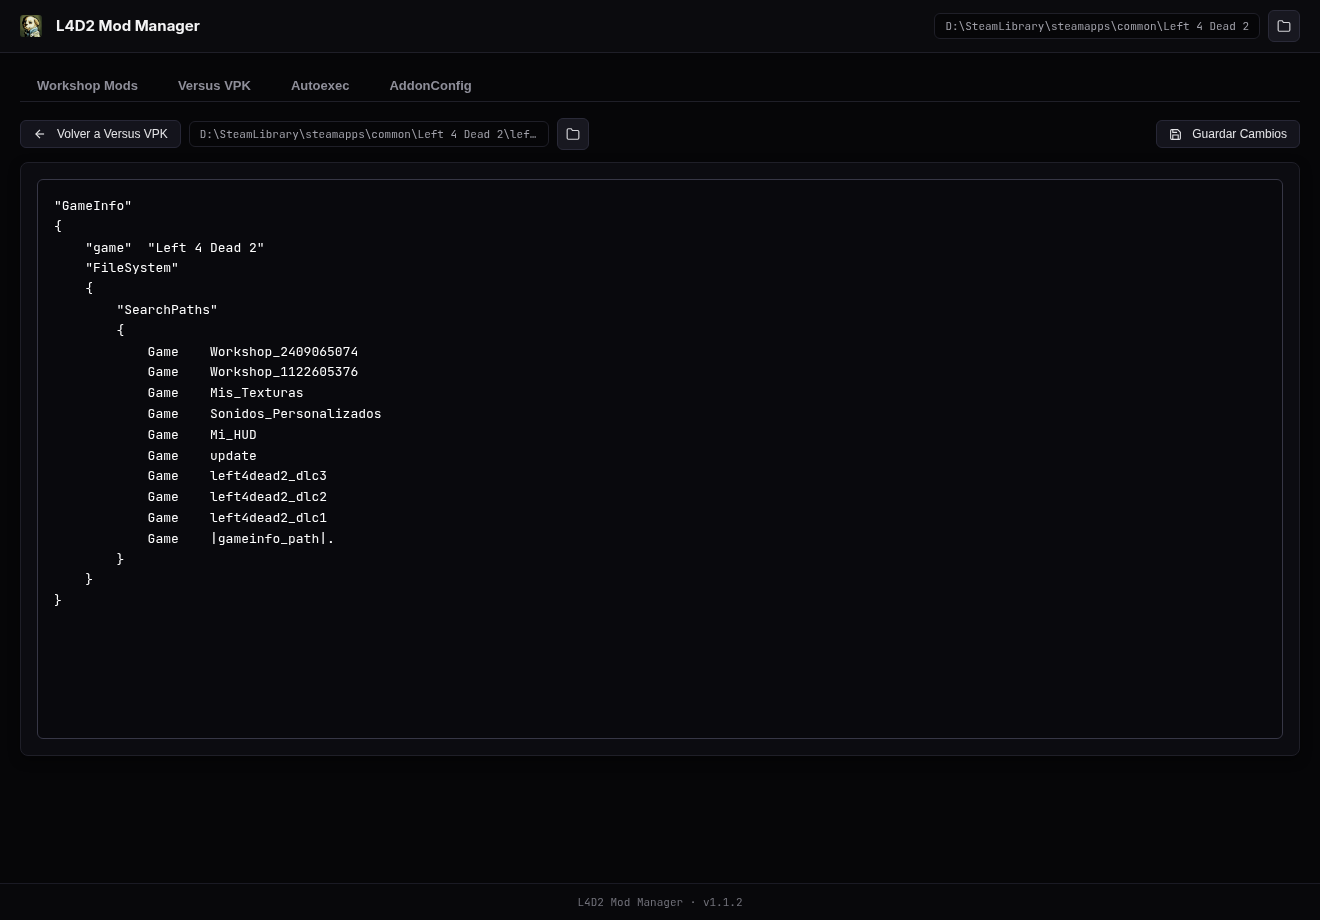 L4D2 Mod Manager
D:\SteamLibrary\steamapps\common\Left 4 Dead 2
Workshop Mods
Versus VPK
Autoexec
AddonConfig
Volver a Versus VPK
D:\SteamLibrary\steamapps\common\Left 4 Dead 2\lef…
Guardar Cambios
"GameInfo"
{
    "game"  "Left 4 Dead 2"
    "FileSystem"
    {
        "SearchPaths"
        {
            Game    Workshop_2409065074
            Game    Workshop_1122605376
            Game    Mis_Texturas
            Game    Sonidos_Personalizados
            Game    Mi_HUD
            Game    update
            Game    left4dead2_dlc3
            Game    left4dead2_dlc2
            Game    left4dead2_dlc1
            Game    |gameinfo_path|.
        }
    }
}
L4D2 Mod Manager · v1.1.2